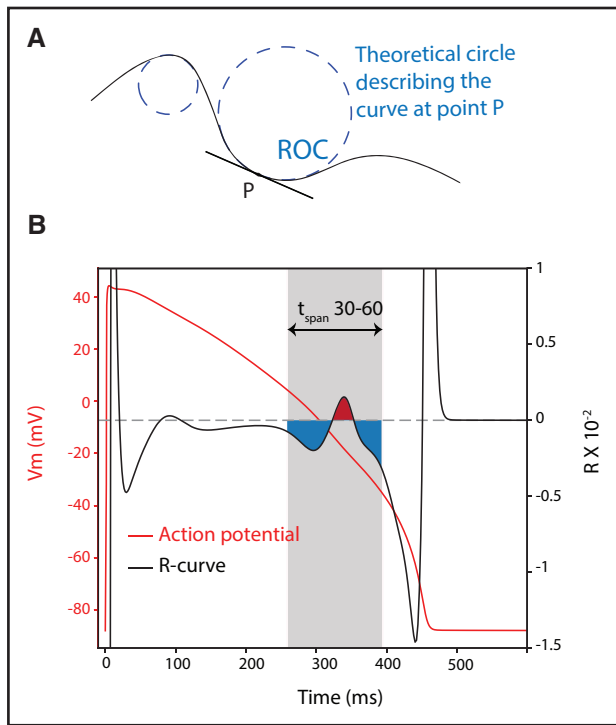 A
Theoretical circle
describing the
curve at point P
ROC
P
B
t_span 30-60
40
20
0
-20
-40
-60
-80
Vm (mV)
1
0.5
0
-0.5
-1
-1.5
R X 10^-2
Action potential
R-curve
0 100 200 300 400 500
Time (ms)